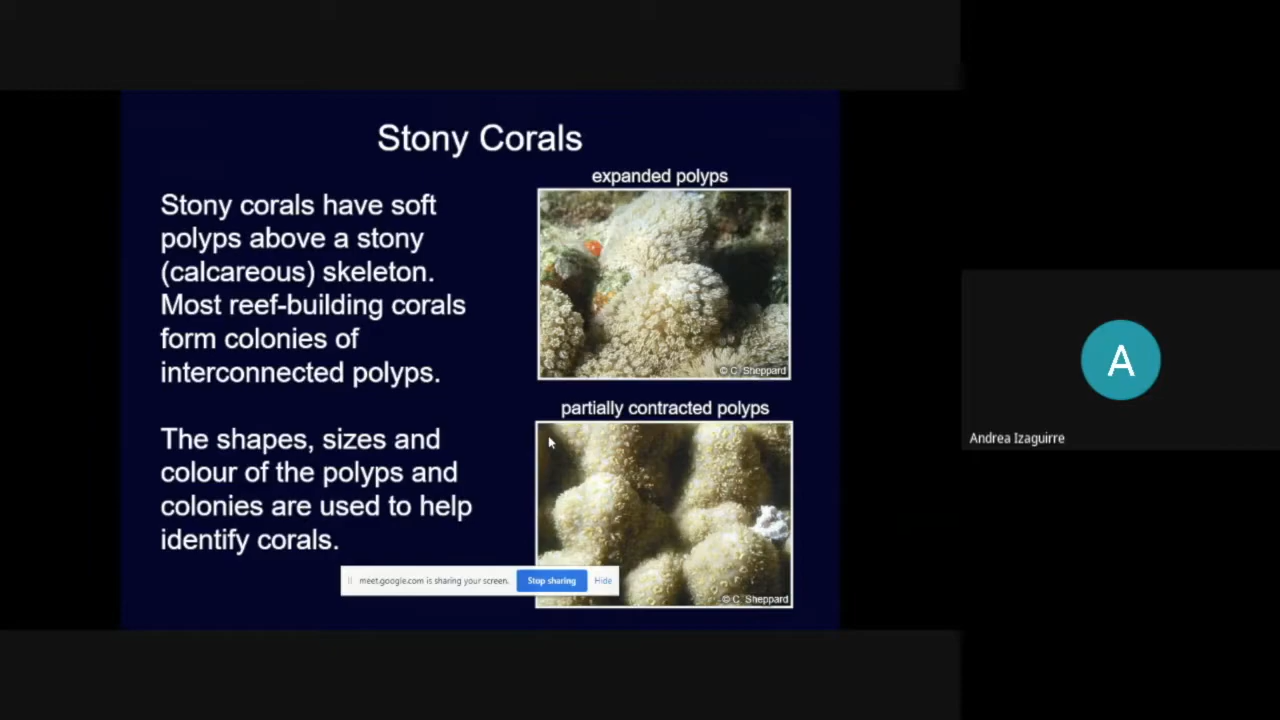 Stony Corals
Stony corals have soft
polyps above a stony
(calcareous) skeleton.
Most reef-building corals
form colonies of
interconnected polyps.
The shapes, sizes and
colour of the polyps and
colonies are used to help
identify corals.
expanded polyps
© C. Sheppard
partially contracted polyps
© C. Sheppard
meet.google.com is sharing your screen. Stop sharing Hide
A
Andrea Izaguirre